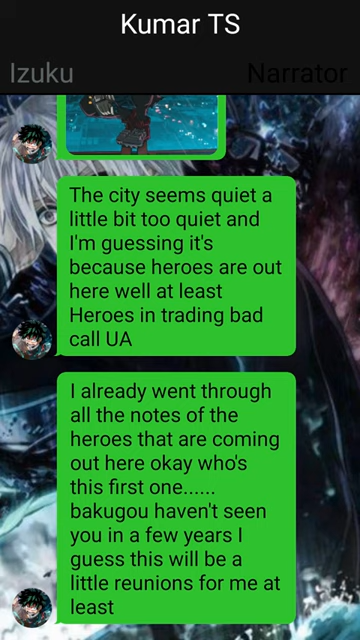 Kumar TS
Izuku
Narrator
The city seems quiet a
little bit too quiet and
I'm guessing it's
because heroes are out
here well at least
Heroes in trading bad
call UA
I already went through
all the notes of the
heroes that are coming
out here okay who's
this first one......
bakugou haven't seen
you in a few years I
guess this will be a
little reunions for me at
least